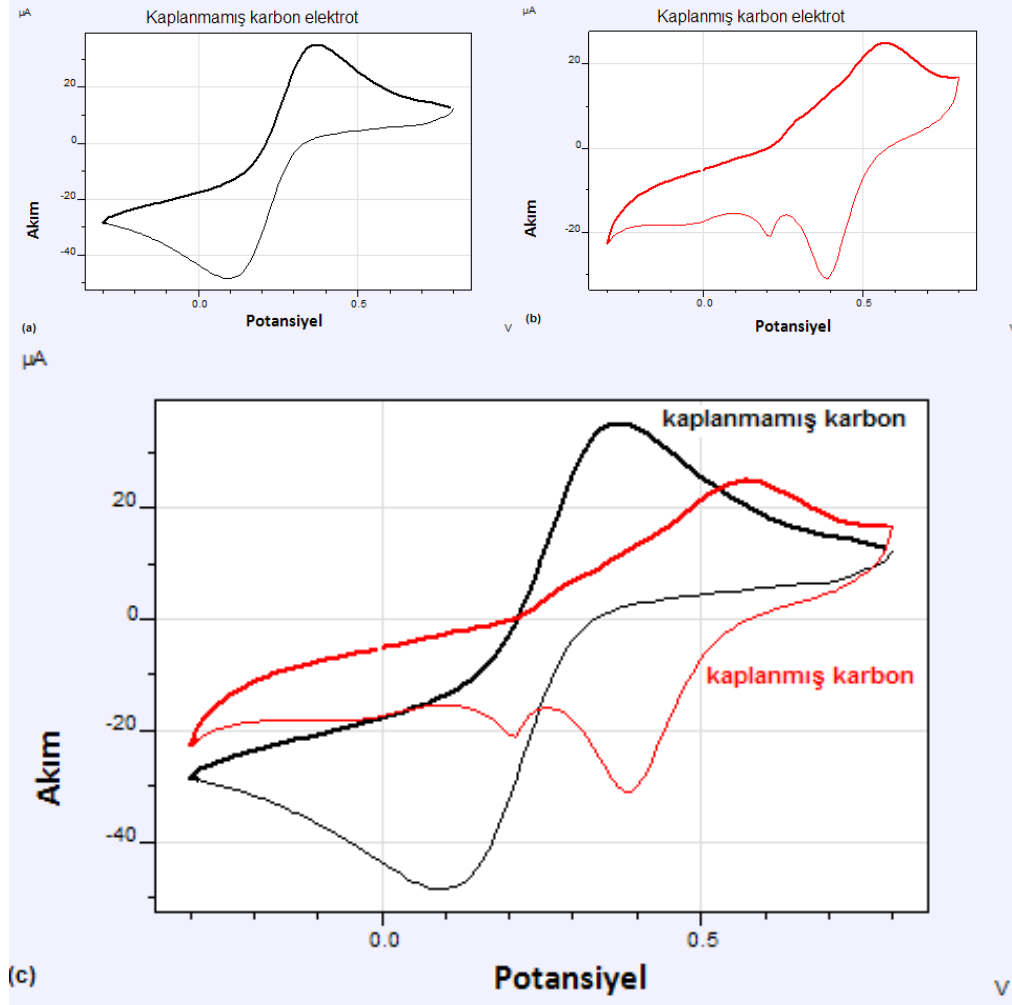 µA
Kaplanmamış karbon elektrot
20
0
-20
-40
Akım
0.0
0.5
Potansiyel
(a)
V
µA
Kaplanmış karbon elektrot
20
0
-20
Akım
0.0
0.5
Potansiyel
(b)
V
µA
kaplanmamış karbon
20
0
kaplanmış karbon
-20
-40
Akım
0.0
0.5
(c)
Potansiyel
V